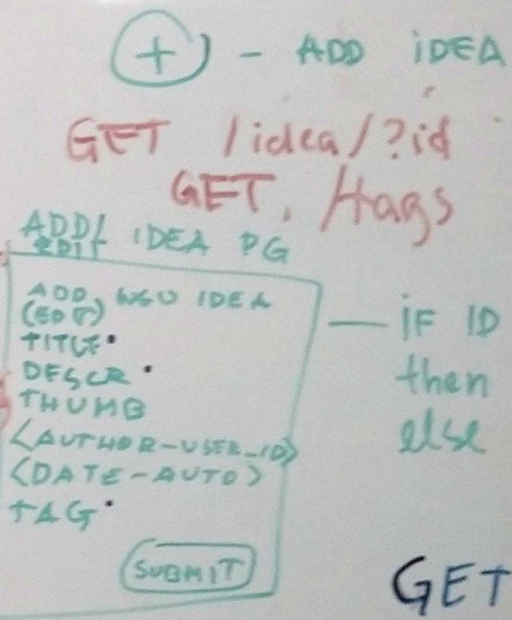 + - ADD iDEA
GET /idea/?id
GET, /tags
ADD/ EDIT IDEA PG
ADD IDEA
(EDIT)
TITLE•
DESCR•
THUMB
<AUTHOR-USER_ID>
<DATE-AUTO>
TAG•
SUBMIT
— iF ID
then
else
GET